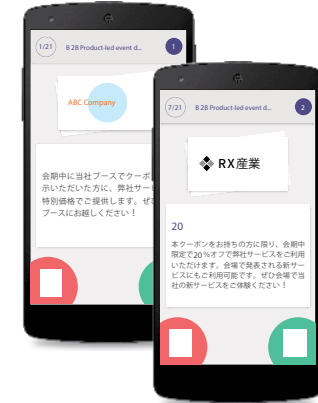 1/21
B 2B Product-led event d...
1
ABC Company
会期中に当社ブースでクーポ
示いただいた方に、弊社サー
特別価格でご提供します。ぜ
ブースにお越しください！
7/21
B 2B Product-led event d...
2
RX産業
20
本クーポンをお持ちの方に限り、会期中
限定で20%オフで弊社サービスをご利用
いただけます。会場で発表される新サー
ビスにもご利用可能です。ぜひ会場で当
社の新サービスをご体験ください！